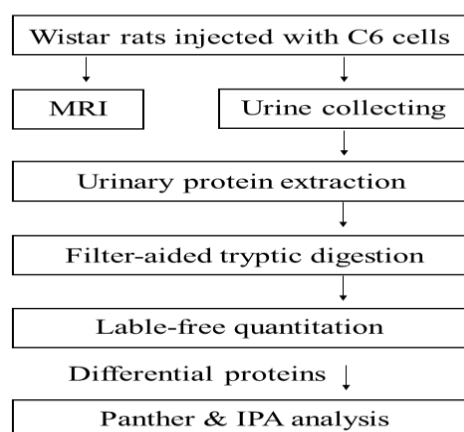 Wistar rats injected with C6 cells
MRI
Urine collecting
Urinary protein extraction
Filter-aided tryptic digestion
Lable-free quantitation
Differential proteins
Panther & IPA analysis